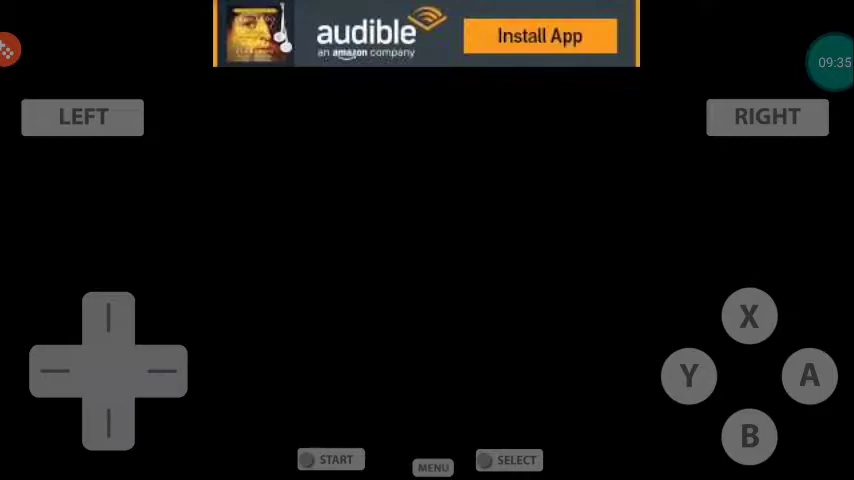 audible
an amazon company
Install App
09:35
LEFT
RIGHT
X
Y
A
B
START
MENU
SELECT